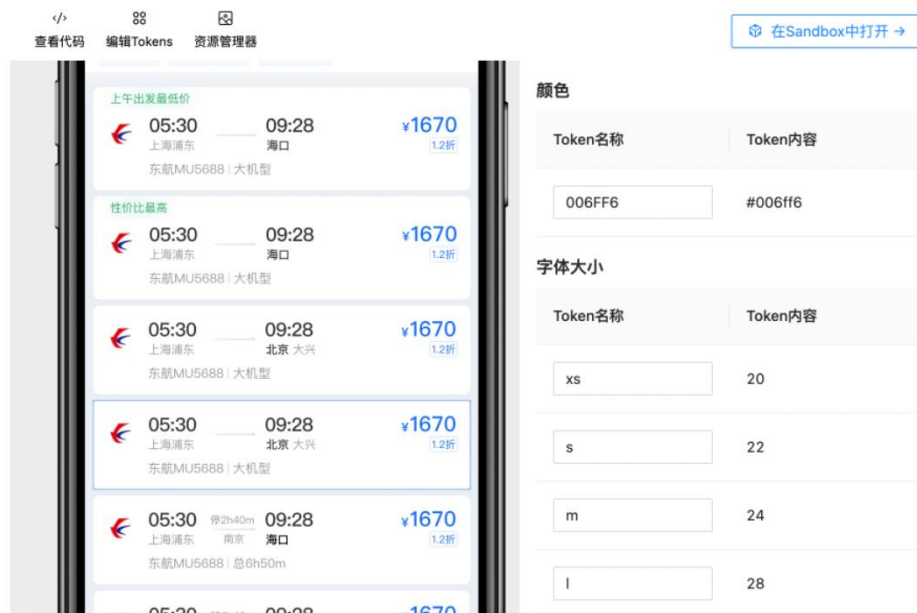 查看代码
编辑Tokens
资源管理器
在Sandbox中打开 →
上午出发最低价
05:30
09:28
¥1670
上海浦东
海口
1.2折
东航MU5688 | 大机型
性价比最高
05:30
09:28
¥1670
上海浦东
海口
1.2折
东航MU5688 | 大机型
05:30
09:28
¥1670
上海浦东
北京 大兴
1.2折
东航MU5688 | 大机型
05:30
09:28
¥1670
上海浦东
北京 大兴
1.2折
东航MU5688 | 大机型
05:30
停2h40m
09:28
¥1670
上海浦东
南京
海口
1.2折
东航MU5688 | 总6h50m
05:30
09:28
¥1670
颜色
Token名称
Token内容
006FF6
#006ff6
字体大小
Token名称
Token内容
xs
20
s
22
m
24
l
28